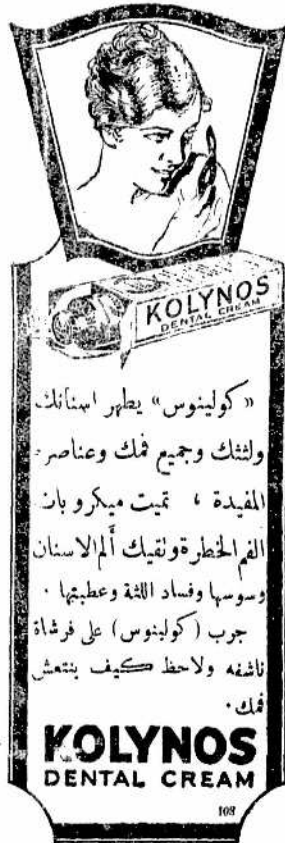 KOLYNOS
DENTAL CREAM
«كولينوس» يطهر اسنانك
ولثتك وجميع فمك وعناصره
المفيدة ، تميت ميكروبات
الفم الخطرة وتقيك ألم الاسنان
وسوسها وفساد اللثة وعطبها .
جرب (كولينوس) على فرشاة
ناشفه ولاحظ كيف ينتعش
فمك .
KOLYNOS
DENTAL CREAM
103